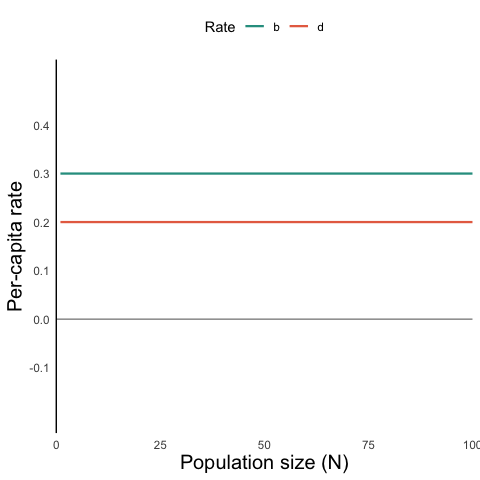 Rate b d
Per-capita rate
0.4
0.3
0.2
0.1
0.0
-0.1
0 25 50 75 100
Population size (N)